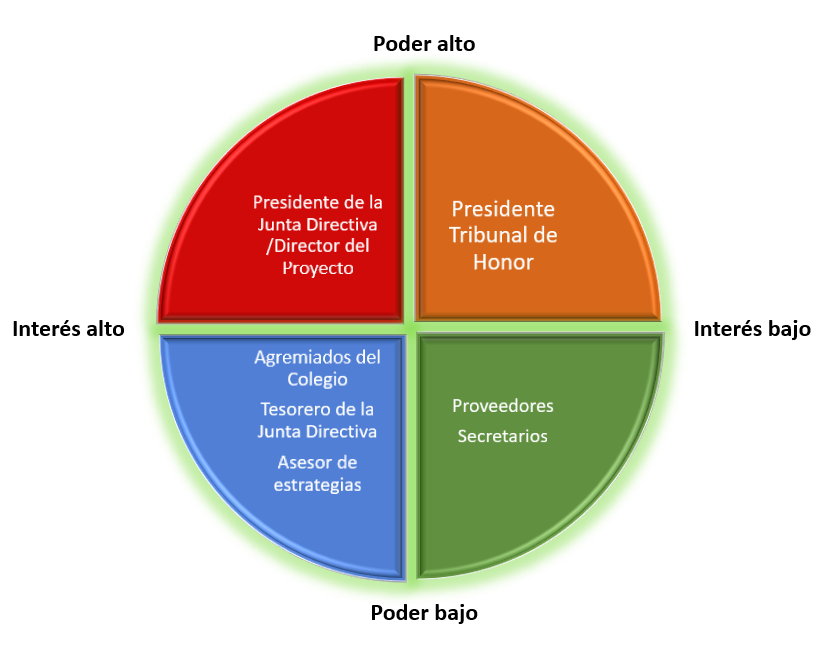 Poder alto
Presidente de la
Junta Directiva
/Director del
Proyecto
Presidente
Tribunal de
Honor
Interés alto
Interés bajo
Agremiados del
Colegio
Tesorero de la
Junta Directiva
Asesor de
estrategias
Proveedores
Secretarios
Poder bajo